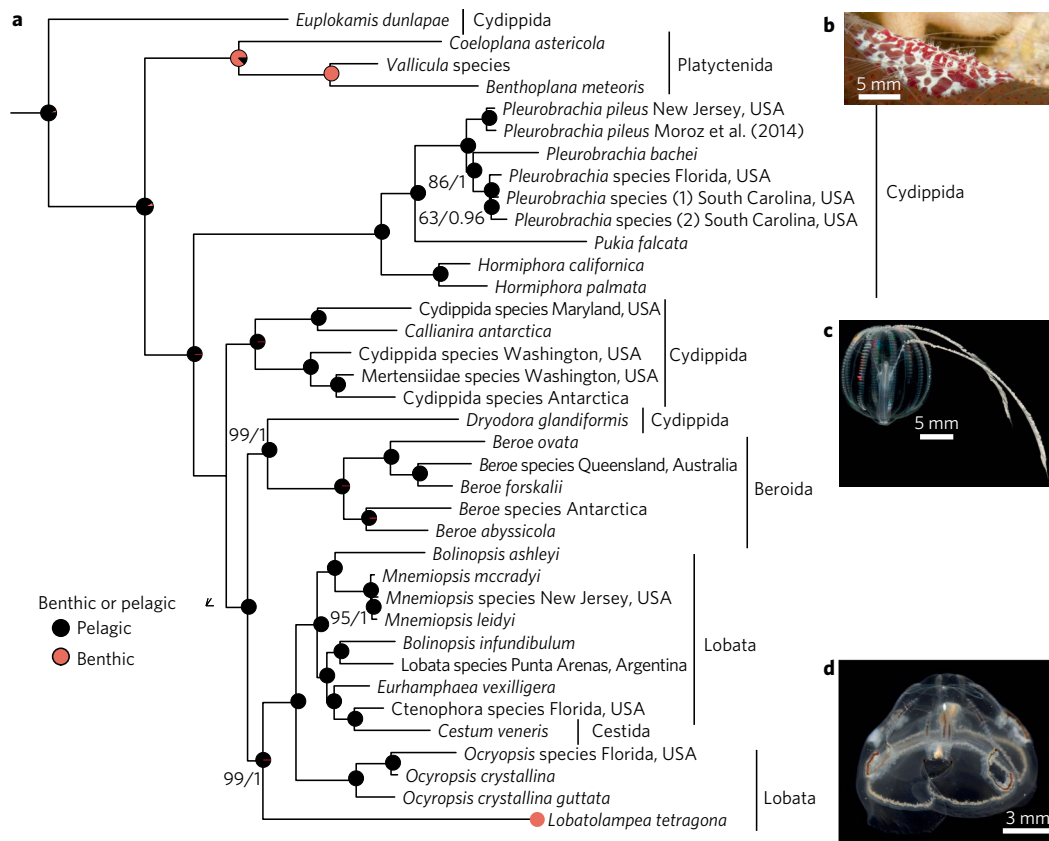 a
Euplokamis dunlapae
Cydippida
Coeloplana astericola
Vallicula species
Platyctenida
Benthoplana meteoris
b
5 mm
Pleurobrachia pileus New Jersey, USA
Pleurobrachia pileus Moroz et al. (2014)
Pleurobrachia bachei
86/1
Pleurobrachia species Florida, USA
Pleurobrachia species (1) South Carolina, USA
Cydippida
63/0.96
Pleurobrachia species (2) South Carolina, USA
Pukia falcata
Hormiphora californica
Hormiphora palmata
Cydippida species Maryland, USA
Callianira antarctica
Cydippida species Washington, USA
Cydippida
Mertensiidae species Washington, USA
Cydippida species Antarctica
c
5 mm
Dryodora glandiformis
Cydippida
99/1
Beroe ovata
Beroe species Queensland, Australia
Beroe forskalii
Beroida
Beroe species Antarctica
Beroe abyssicola
Bolinopsis ashleyi
Mnemiopsis mccradyi
Mnemiopsis species New Jersey, USA
95/1
Mnemiopsis leidyi
Bolinopsis infundibulum
Lobata
Lobata species Punta Arenas, Argentina
Eurhamphaea vexilligera
Ctenophora species Florida, USA
Cestum veneris
Cestida
Benthic or pelagic
Pelagic
Benthic
d
3 mm
Ocryopsis species Florida, USA
Ocyropsis crystallina
99/1
Ocyropsis crystallina guttata
Lobata
Lobatolampea tetragona